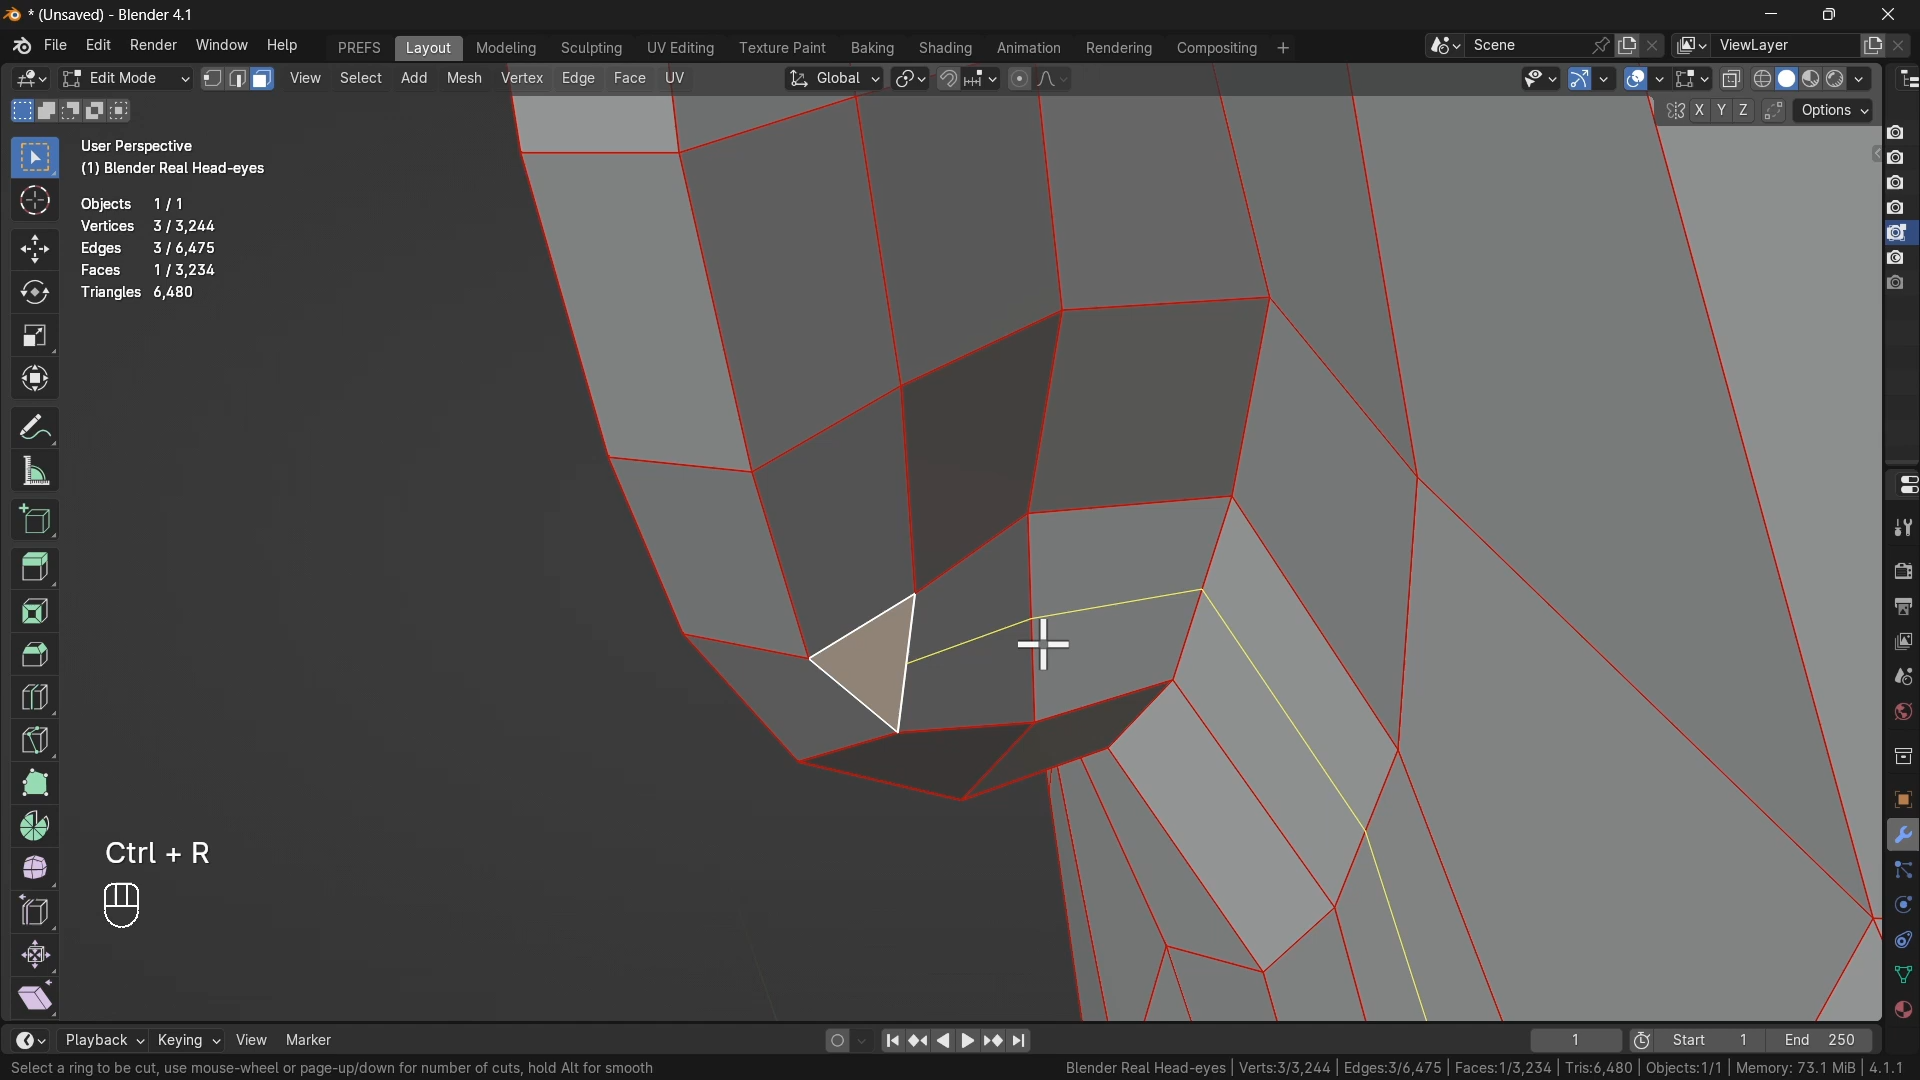 * (Unsaved) - Blender 4.1
File Edit Render Window Help PREFS Layout Modeling Sculpting UV Editing Texture Paint Baking Shading Animation Rendering Compositing + Scene ViewLayer
Edit Mode View Select Add Mesh Vertex Edge Face UV Global
X Y Z Options
User Perspective
(1) Blender Real Head-eyes
Objects 1 / 1
Vertices 3 / 3,244
Edges 3 / 6,475
Faces 1 / 3,234
Triangles 6,480
Ctrl + R
Playback Keying View Marker 1 Start 1 End 250
Select a ring to be cut, use mouse-wheel or page-up/down for number of cuts, hold Alt for smooth Blender Real Head-eyes | Verts:3/3,244 | Edges:3/6,475 | Faces:1/3,234 | Tris:6,480 | Objects:1/1 | Memory: 73.1 MiB | 4.1.1